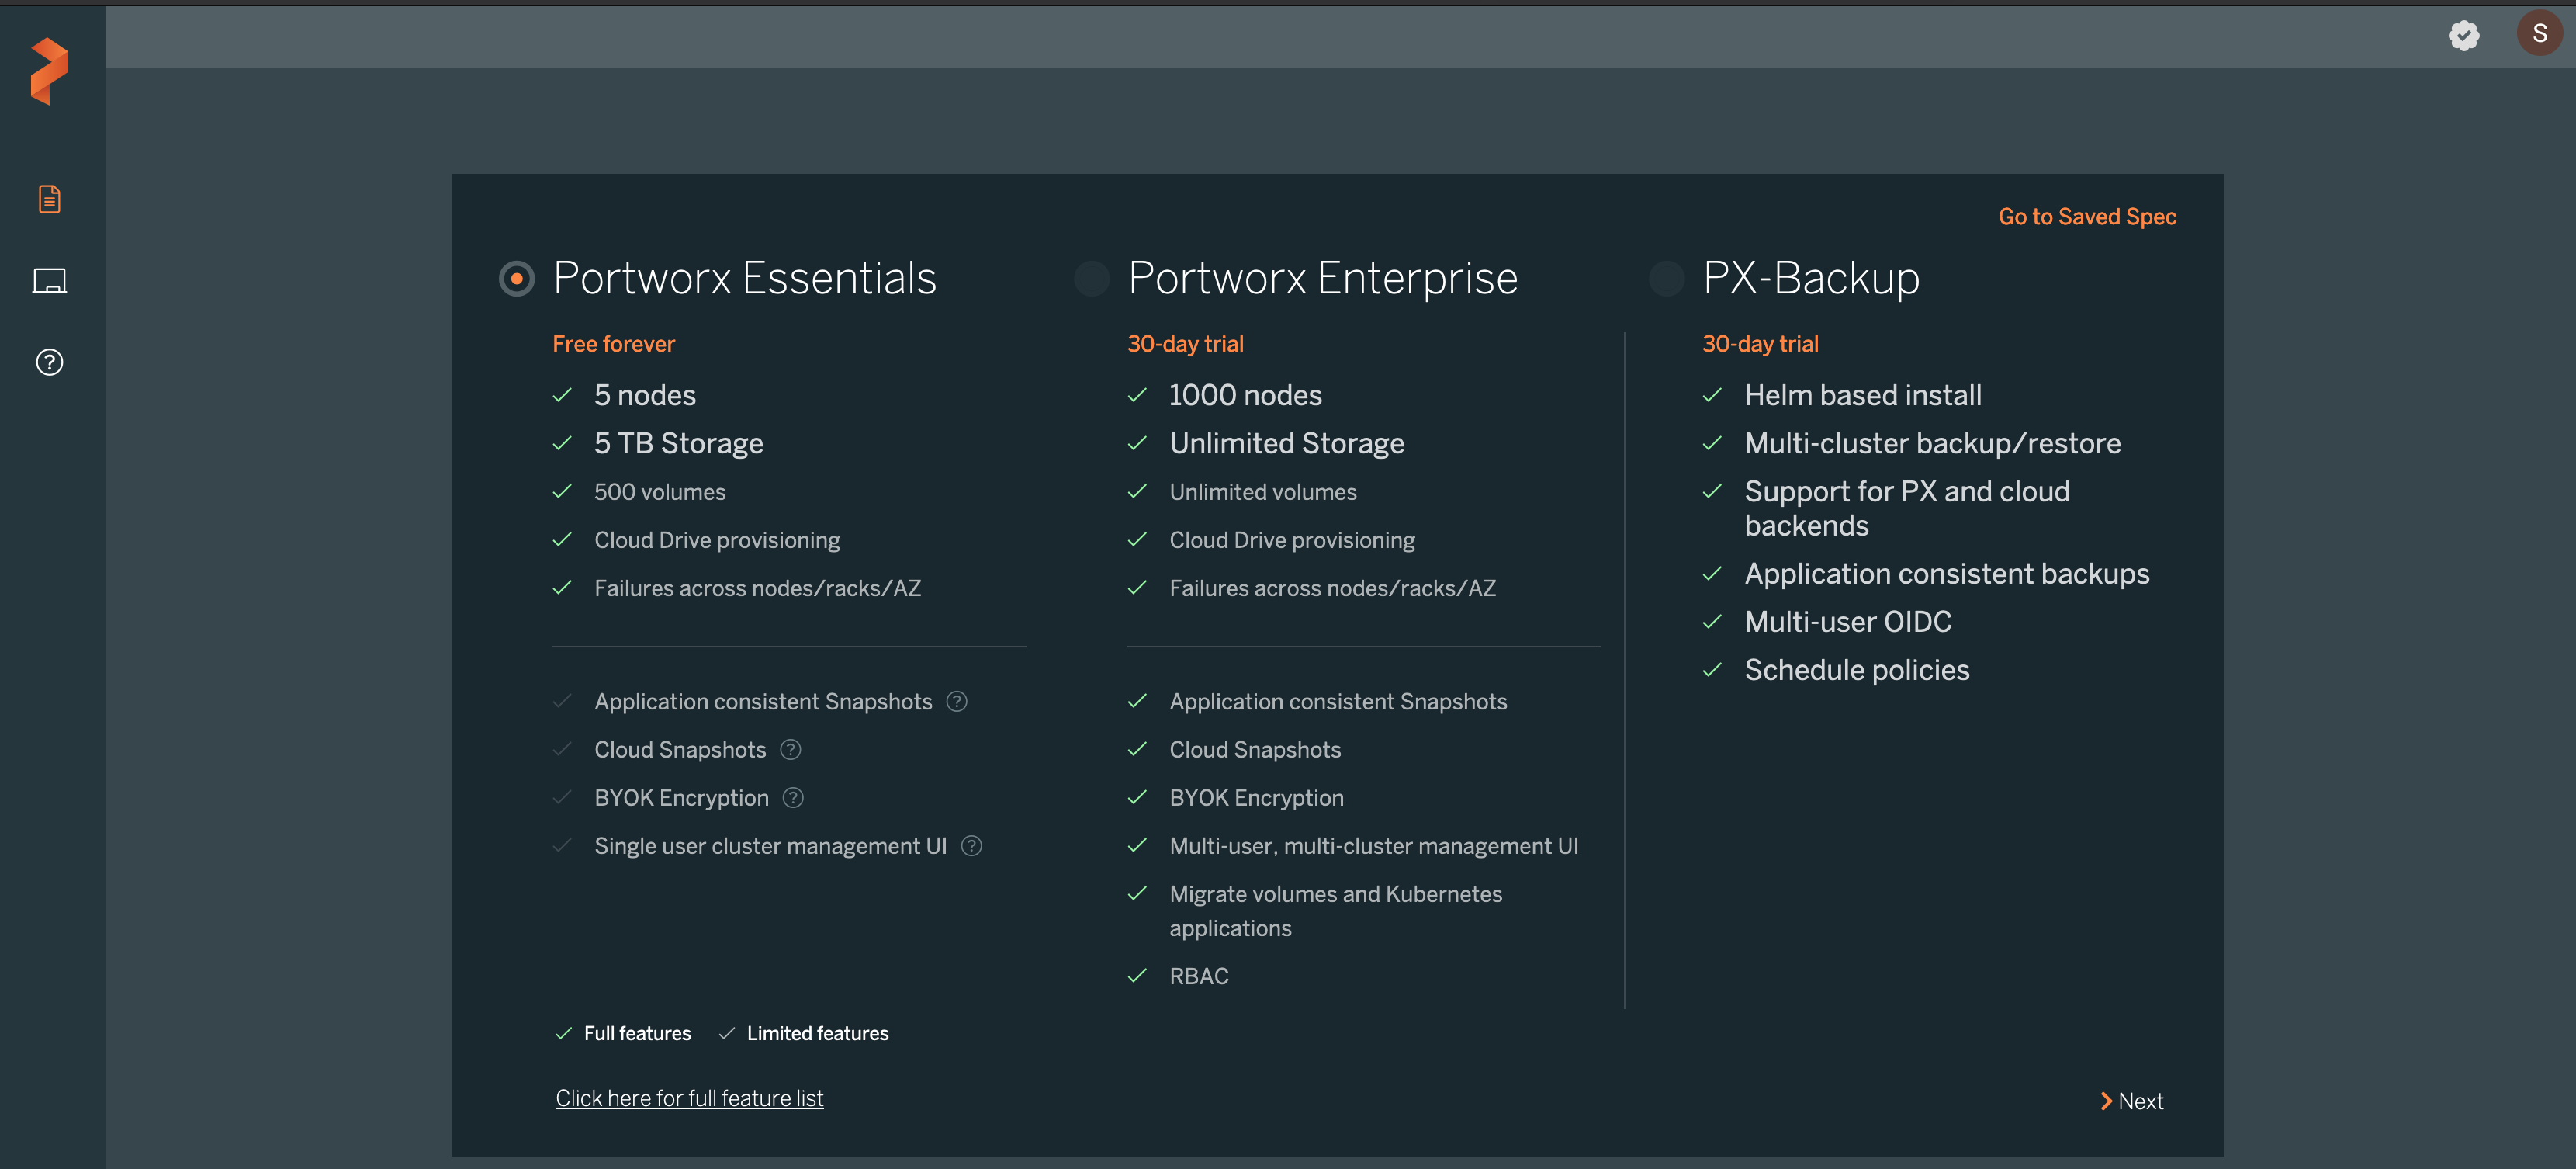 S
Go to Saved Spec
Portworx Essentials
Free forever
5 nodes
5 TB Storage
500 volumes
Cloud Drive provisioning
Failures across nodes/racks/AZ
Application consistent Snapshots ?
Cloud Snapshots ?
BYOK Encryption ?
Single user cluster management UI ?
Portworx Enterprise
30-day trial
1000 nodes
Unlimited Storage
Unlimited volumes
Cloud Drive provisioning
Failures across nodes/racks/AZ
Application consistent Snapshots
Cloud Snapshots
BYOK Encryption
Multi-user, multi-cluster management UI
Migrate volumes and Kubernetes
applications
RBAC
PX-Backup
30-day trial
Helm based install
Multi-cluster backup/restore
Support for PX and cloud
backends
Application consistent backups
Multi-user OIDC
Schedule policies
Full features Limited features
Click here for full feature list
Next